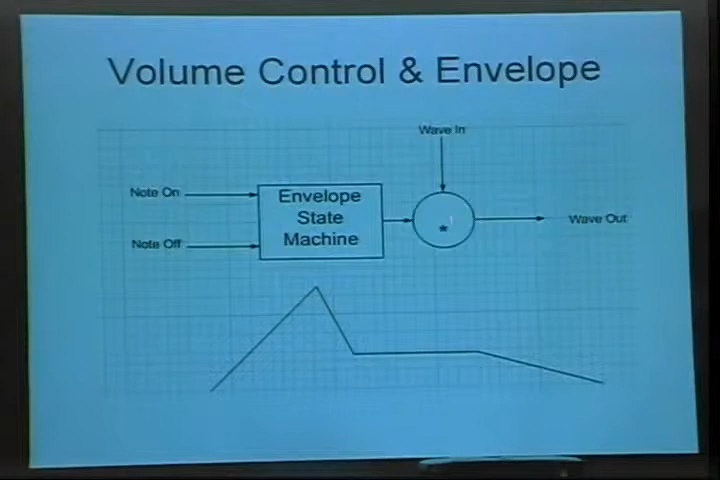 Volume Control & Envelope
Wave In
Note On
Envelope
State
Machine
*
Wave Out
Note Off